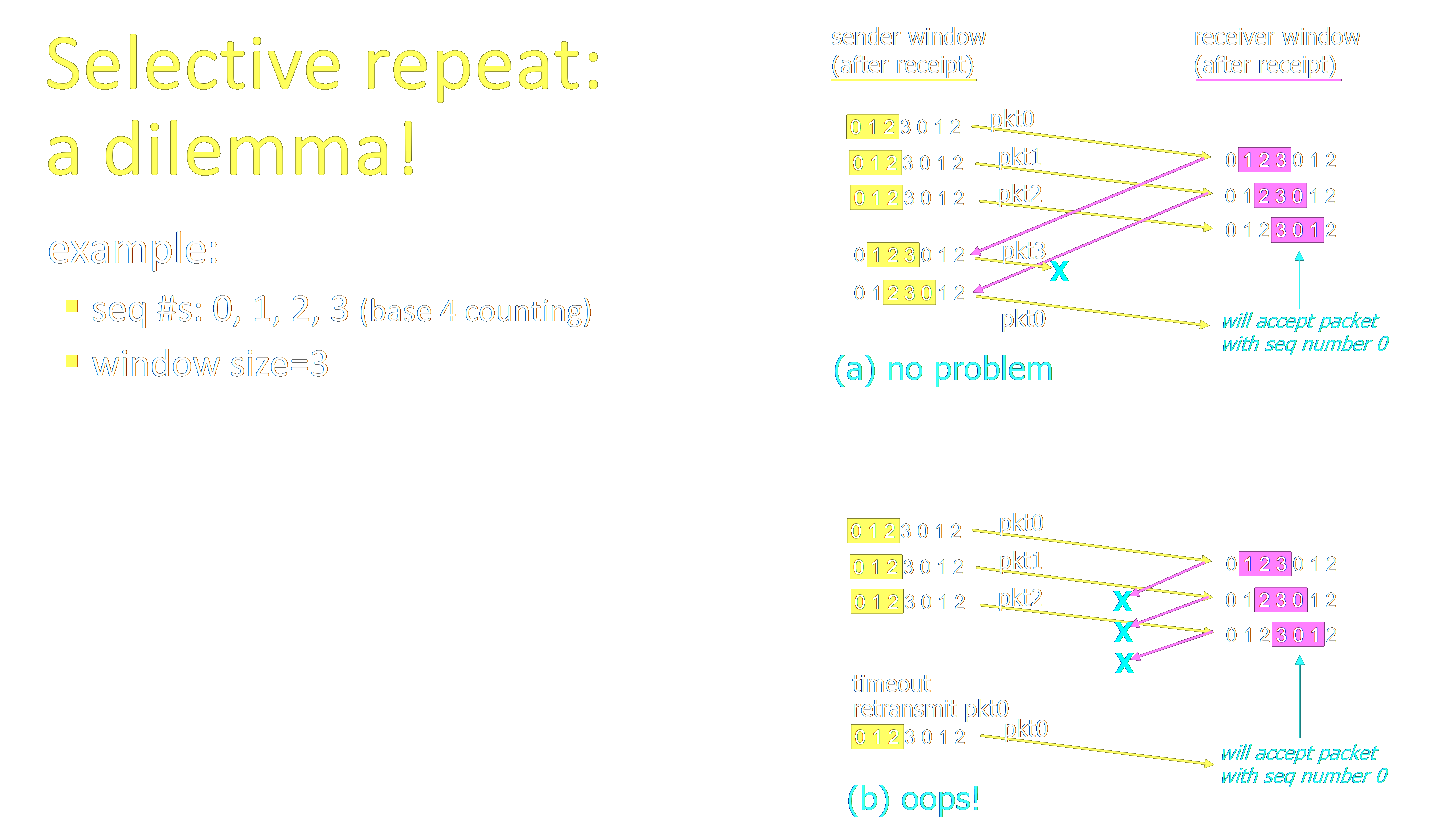 Selective repeat:
a dilemma!
example:
seq #s: 0, 1, 2, 3 (base 4 counting)
window size=3
sender window
(after receipt)
receiver window
(after receipt)
0 1 2 3 0 1 2
pkt0
0 1 2 3 0 1 2
pkt1
0 1 2 3 0 1 2
0 1 2 3 0 1 2
pkt2
0 1 2 3 0 1 2
0 1 2 3 0 1 2
0 1 2 3 0 1 2
pkt3
X
0 1 2 3 0 1 2
pkt0
will accept packet
with seq number 0
(a) no problem
0 1 2 3 0 1 2
pkt0
0 1 2 3 0 1 2
pkt1
0 1 2 3 0 1 2
0 1 2 3 0 1 2
pkt2
X
0 1 2 3 0 1 2
X
0 1 2 3 0 1 2
X
timeout
retransmit pkt0
0 1 2 3 0 1 2
pkt0
will accept packet
with seq number 0
(b) oops!